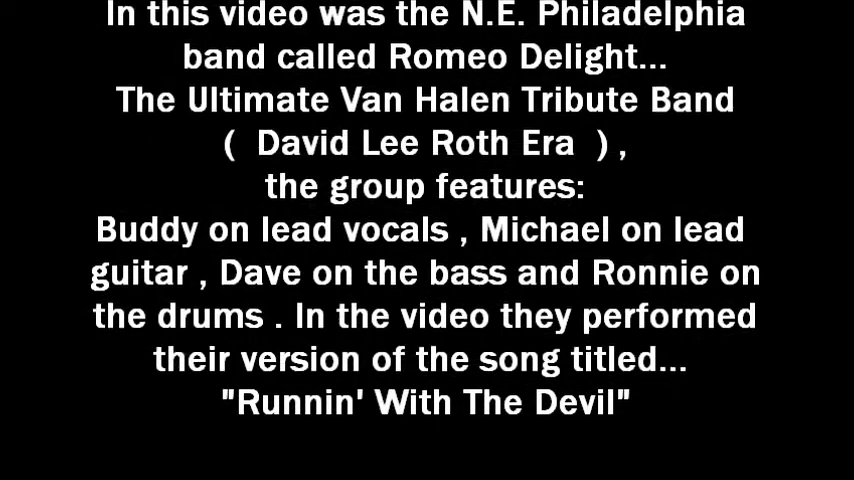 In this video was the N.E. Philadelphia
band called Romeo Delight...
The Ultimate Van Halen Tribute Band
(  David Lee Roth Era  ) ,
the group features:
Buddy on lead vocals , Michael on lead
guitar , Dave on the bass and Ronnie on
the drums . In the video they performed
their version of the song titled...
"Runnin' With The Devil"